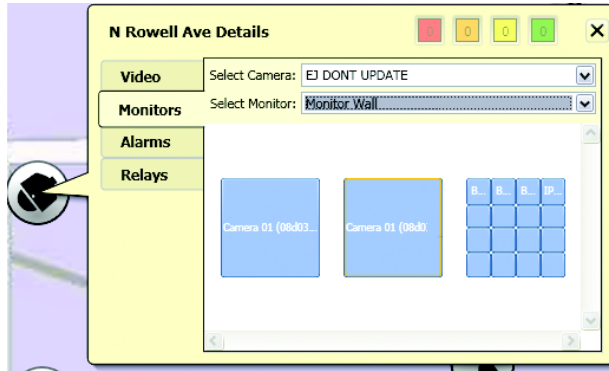 N Rowell Ave Details 0 0 0 0
Video
Select Camera: EJ DONT UPDATE
Monitors
Select Monitor: Monitor Wall
Alarms
Relays
Camera 01 (08d03... Camera 01 (08d0 B... B... B... IP...